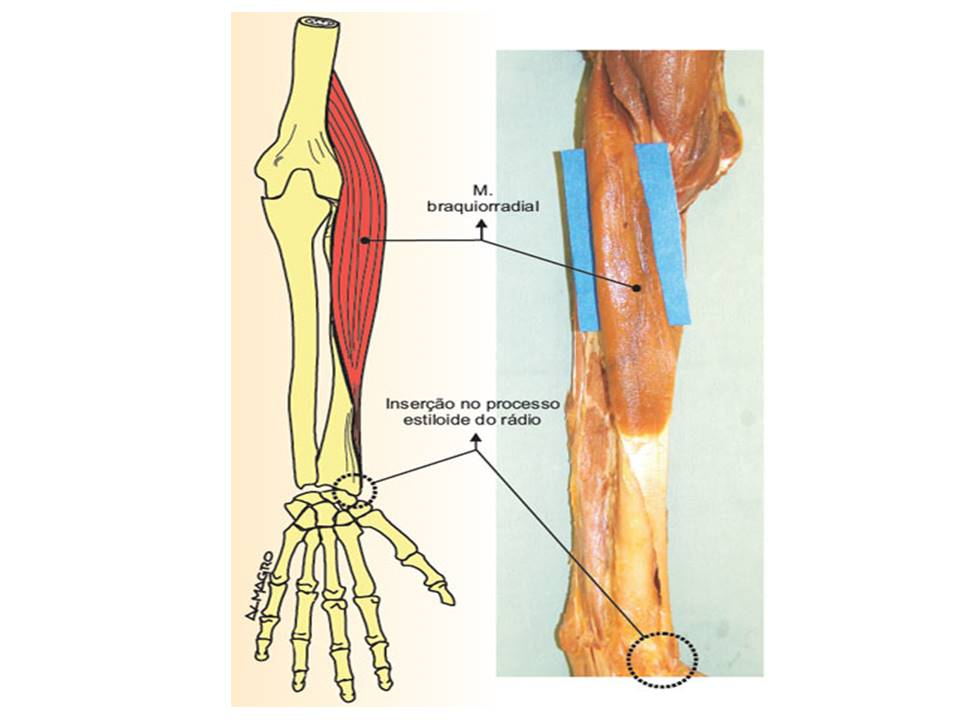 M.
braquiorradial
Inserção no processo
estiloide do rádio
ALMAGRO